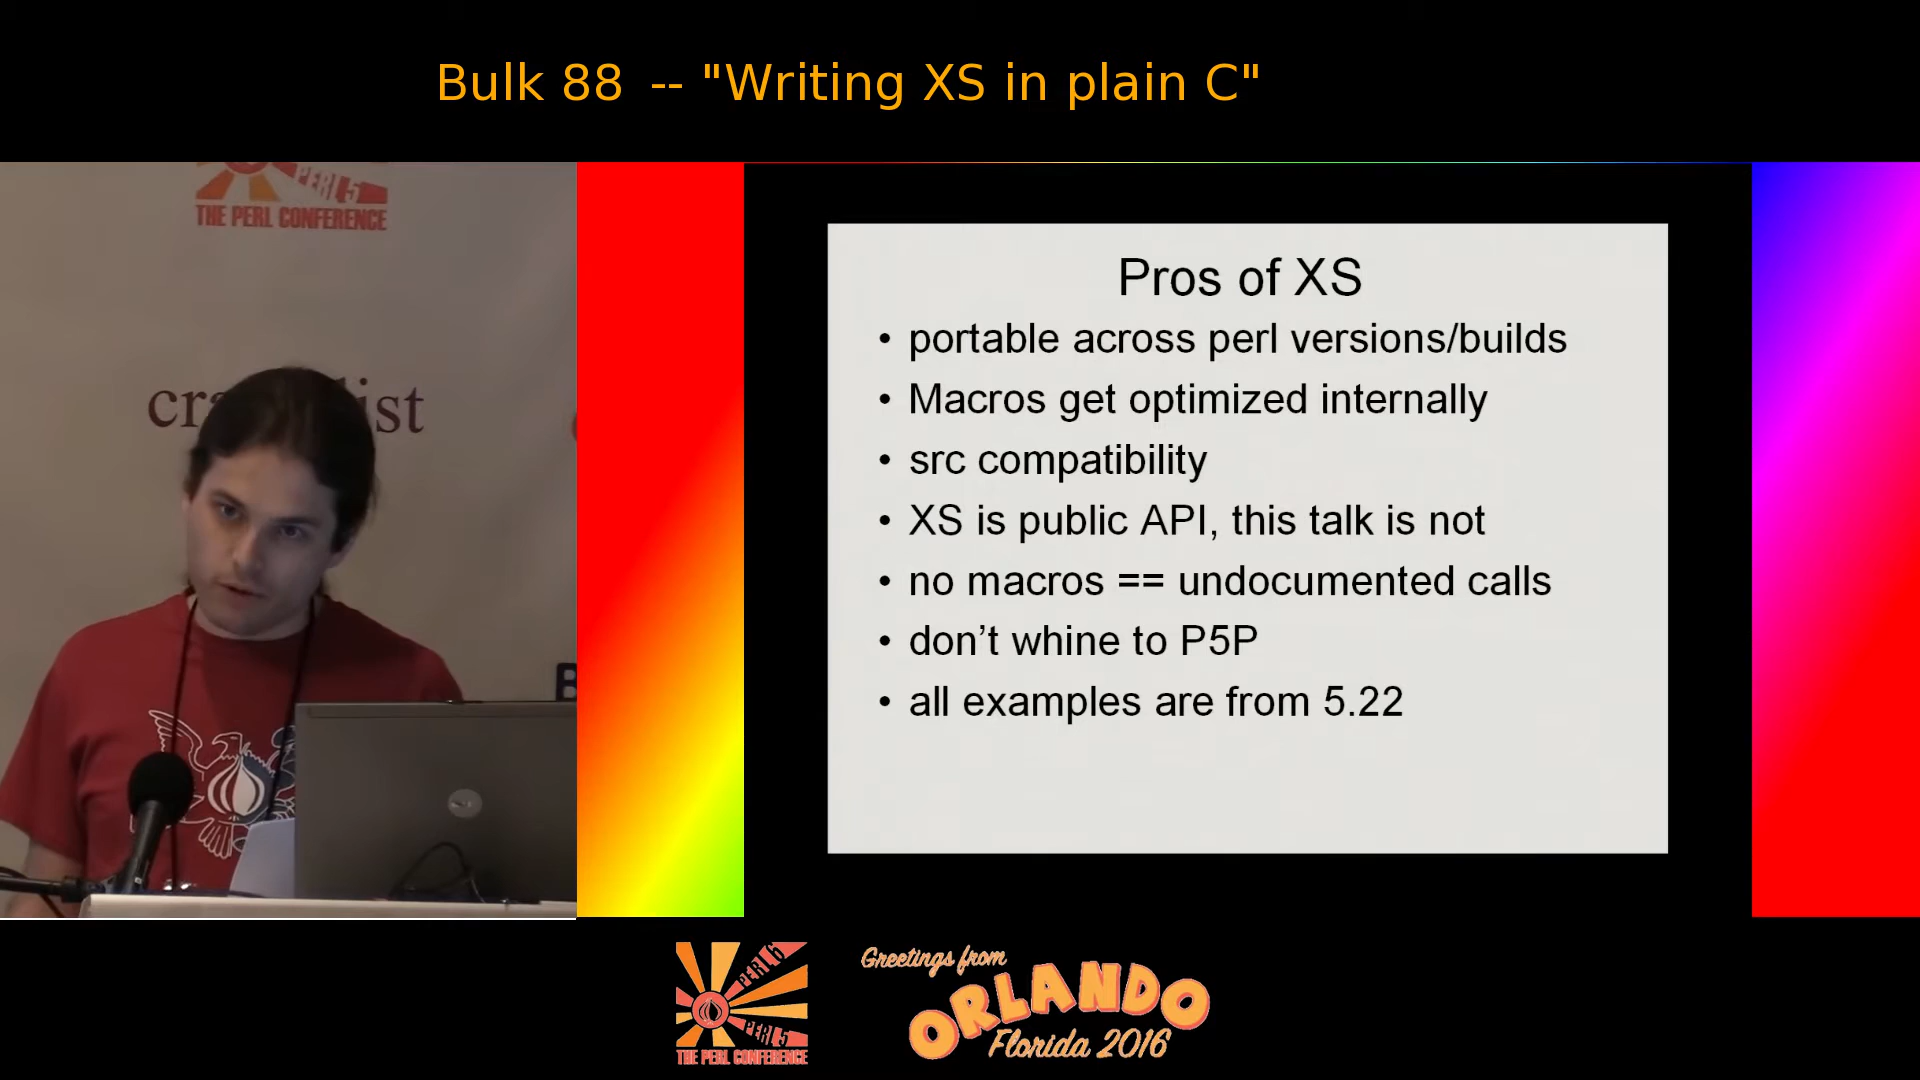 Bulk 88 -- "Writing XS in plain C"
PERL 5
THE PERL CONFERENCE
Pros of XS
• portable across perl versions/builds
• Macros get optimized internally
• src compatibility
• XS is public API, this talk is not
• no macros == undocumented calls
• don’t whine to P5P
• all examples are from 5.22
B
PERL 6
PERL 5
THE PERL CONFERENCE
Greetings from
ORLANDO
Florida 2016